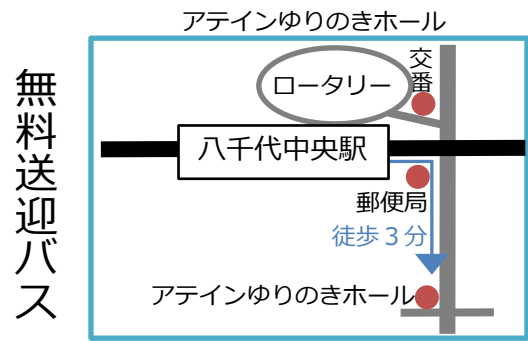 アテインゆりのきホール
無料送迎バス
交番
ロータリー
八千代中央駅
郵便局
徒歩３分
アテインゆりのきホール